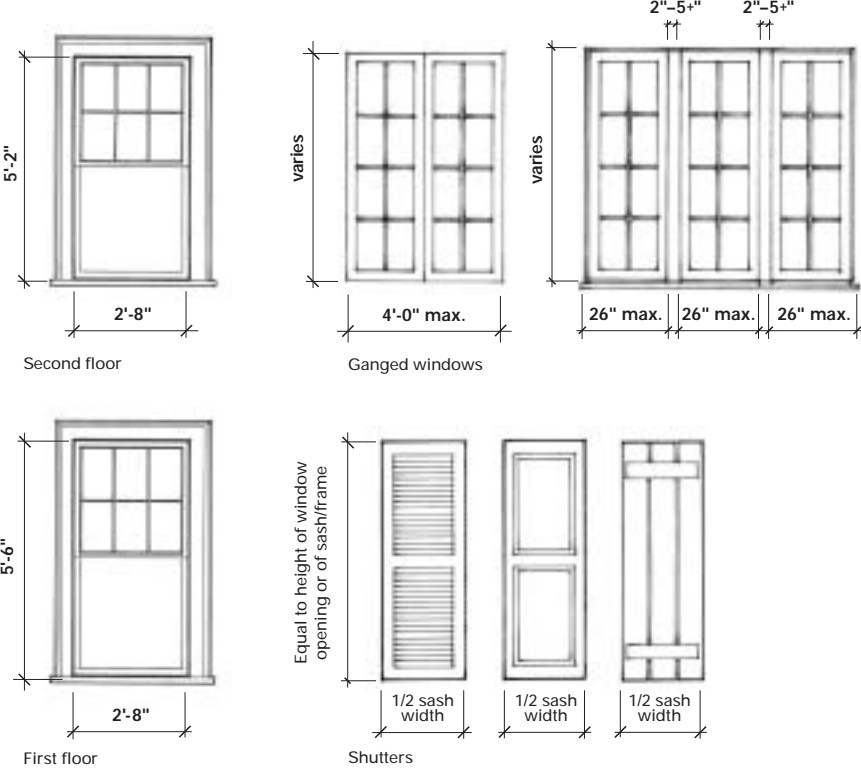 2"–5+"
2"–5+"
5'-2"
varies
varies
2'-8"
4'-0" max.
26" max.
26" max.
26" max.
Second floor
Ganged windows
5'-6"
Equal to height of window
opening or of sash/frame
2'-8"
1/2 sash
width
1/2 sash
width
1/2 sash
width
First floor
Shutters